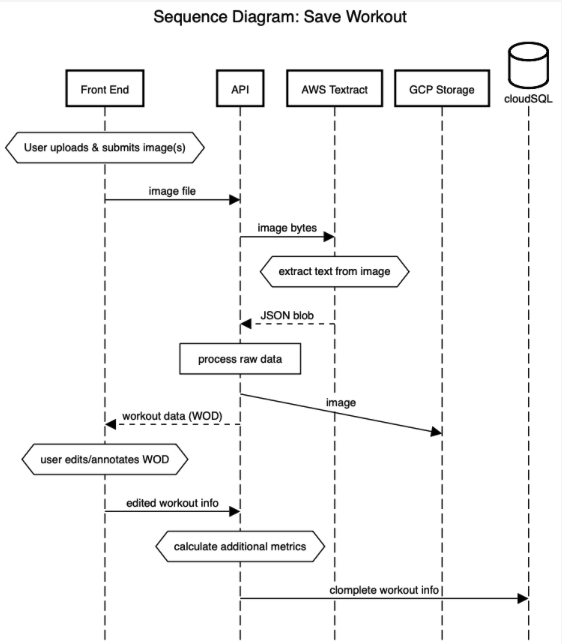 Sequence Diagram: Save Workout
Front End
API
AWS Textract
GCP Storage
cloudSQL
User uploads & submits image(s)
image file
image bytes
extract text from image
JSON blob
process raw data
image
workout data (WOD)
user edits/annotates WOD
edited workout info
calculate additional metrics
clomplete workout info